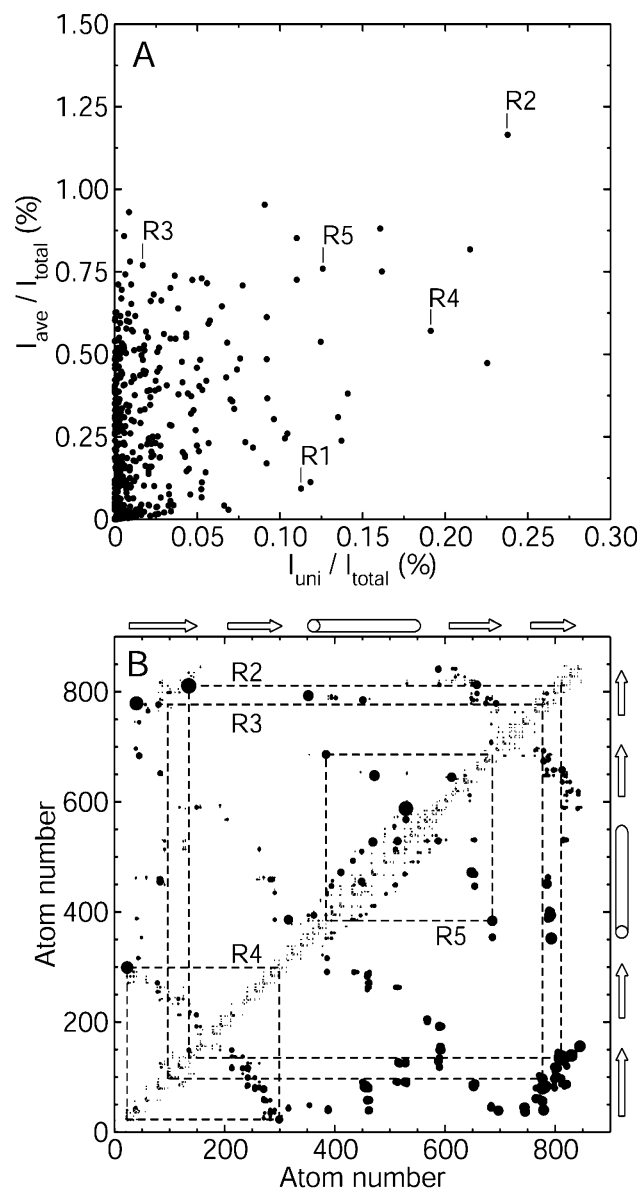 1.50
A
1.25
R2
1.00
R3
R5
0.75
R4
0.50
0.25
R1
0
0 0.05 0.10 0.15 0.20 0.25 0.30
I_ave / I_total (%)
I_uni / I_total (%)
B
R2
800
R3
600
400
R5
R4
200
0
0 200 400 600 800
Atom number
Atom number